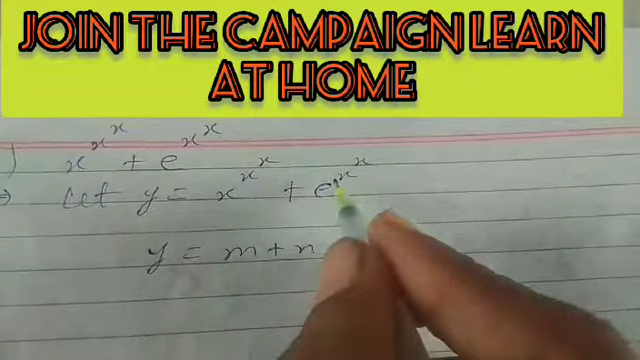 JOIN THE CAMPAIGN LEARN
AT HOME
) x^x^x + e^x^x
⇒ Let y = x^x^x + e^x^x
y = m + n